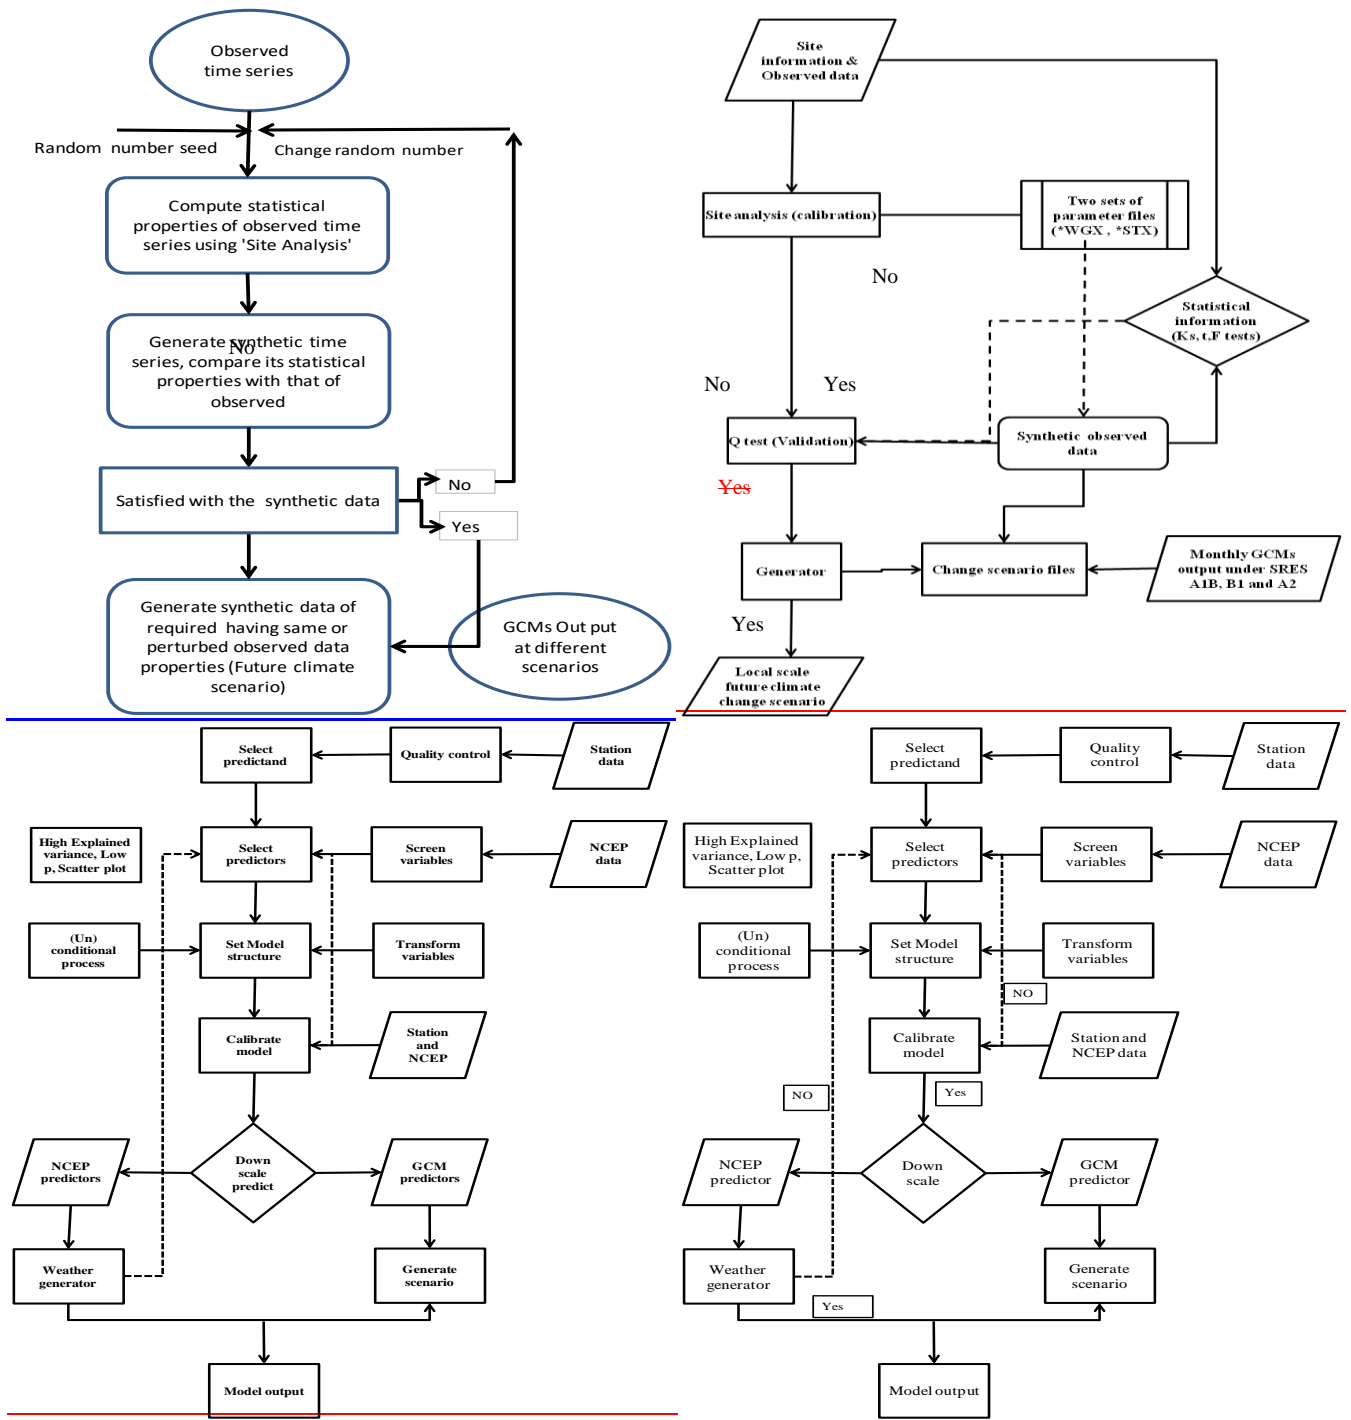 Observed
time series
Random number seed
Change random number
Compute statistical
properties of observed time
series using 'Site Analysis'
Generate synthetic time
No
series, compare its statistical
properties with that of
observed
Satisfied with the synthetic data
No
Yes
Generate synthetic data of
required having same or
perturbed observed data
properties (Future climate
scenario)
GCMs Out put
at different
scenarios
Site
information &
Observed data
Site analysis (calibration)
Two sets of
parameter files
(*WGX , *STX)
No
Statistical
information
(Ks, t,F tests)
No
Yes
Q test (Validation)
Synthetic observed
data
Yes
Generator
Change scenario files
Monthly GCMs
output under SRES
A1B, B1 and A2
Yes
Local scale
future climate
change scenario
Select
predictand
Quality control
Station
data
High Explained
variance, Low
p, Scatter plot
Select
predictors
Screen
variables
NCEP
data
(Un)
conditional
process
Set Model
structure
Transform
variables
Calibrate
model
Station
and
NCEP
NCEP
predictors
Down
scale
predict
GCM
predictors
Weather
generator
Generate
scenario
Model output
Select
predictand
Quality
control
Station
data
High Explained
variance, Low p,
Scatter plot
Select
predictors
Screen
variables
NCEP
data
(Un)
conditional
process
Set Model
structure
Transform
variables
NO
Calibrate
model
Station and
NCEP data
NO
Yes
NCEP
predictor
Down
scale
GCM
predictor
Weather
generator
Generate
scenario
Yes
Model output